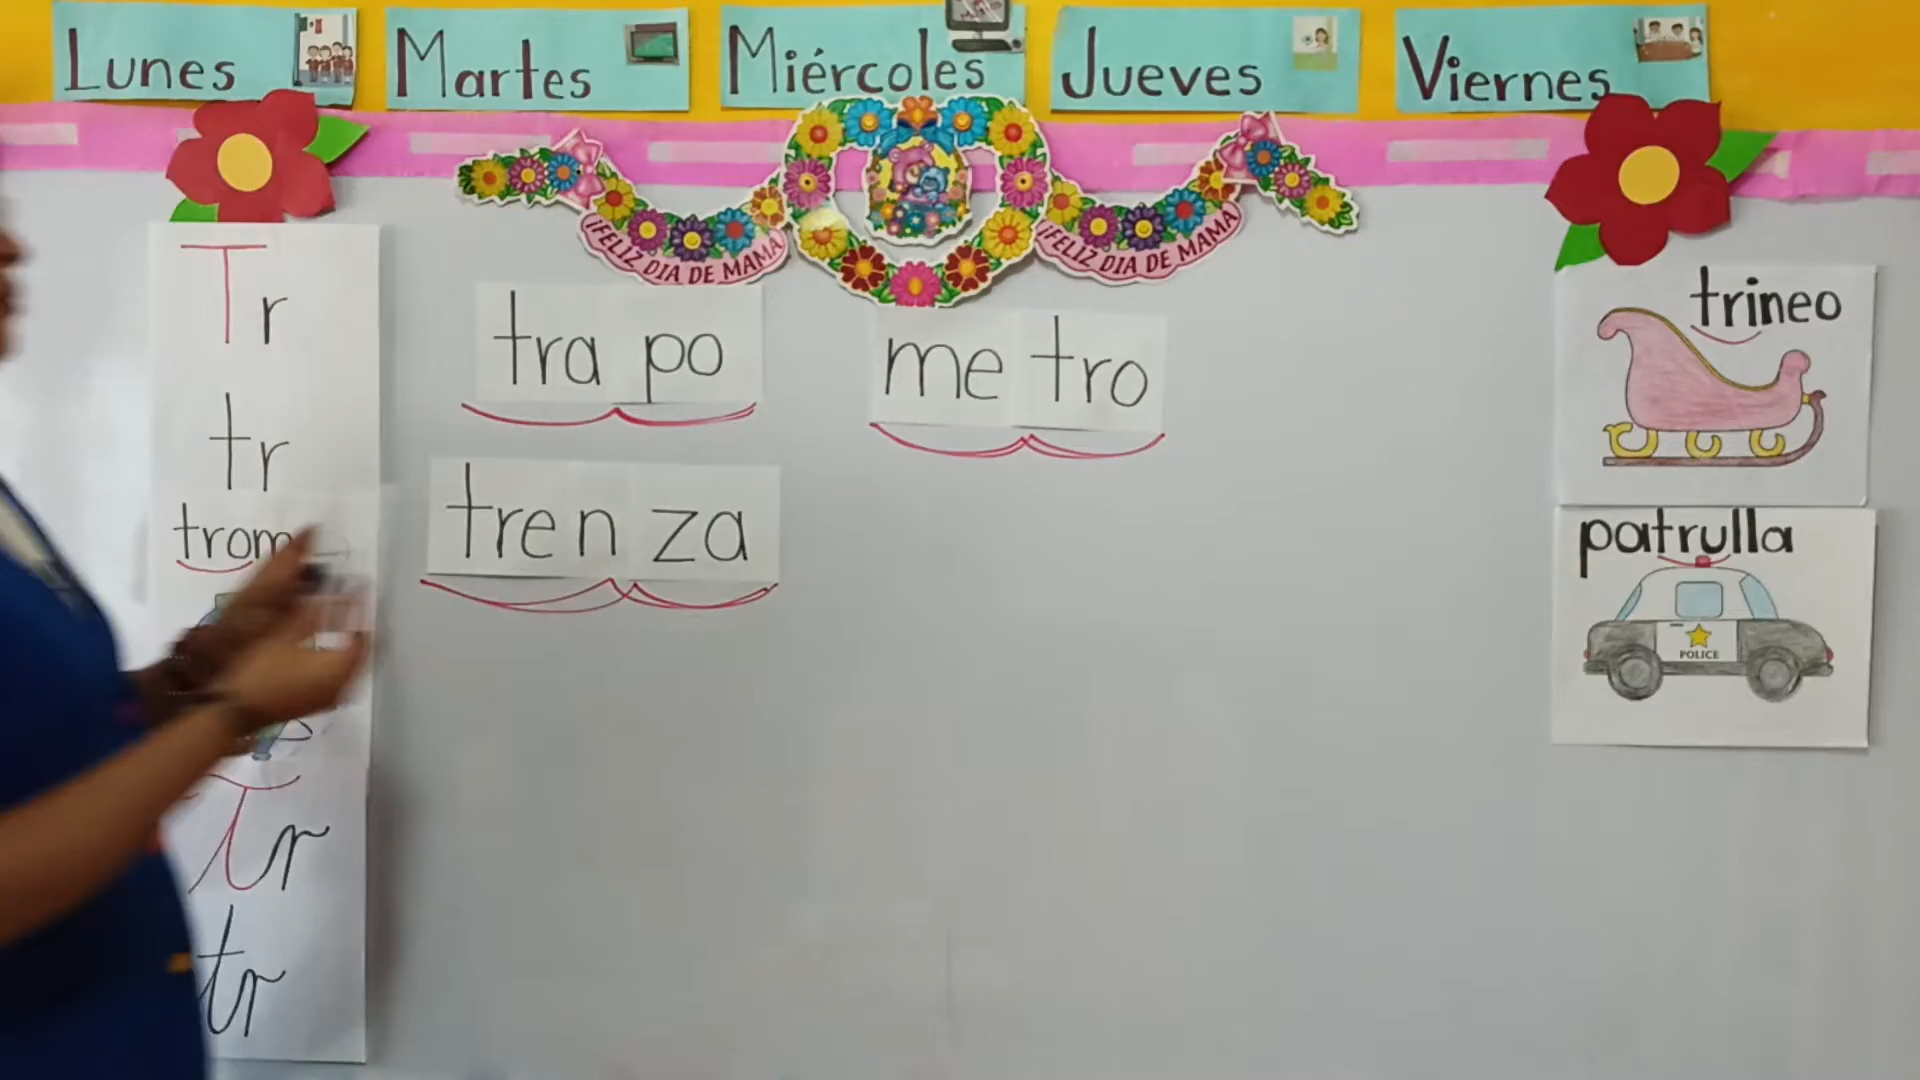 Lunes
Martes
Miércoles
Jueves
Viernes
¡FELIZ DIA DE MAMA
¡FELIZ DIA DE MAMA
Tr
tr
Tr
tr
tra po
me tro
tren za
trineo
patrulla
POLICE